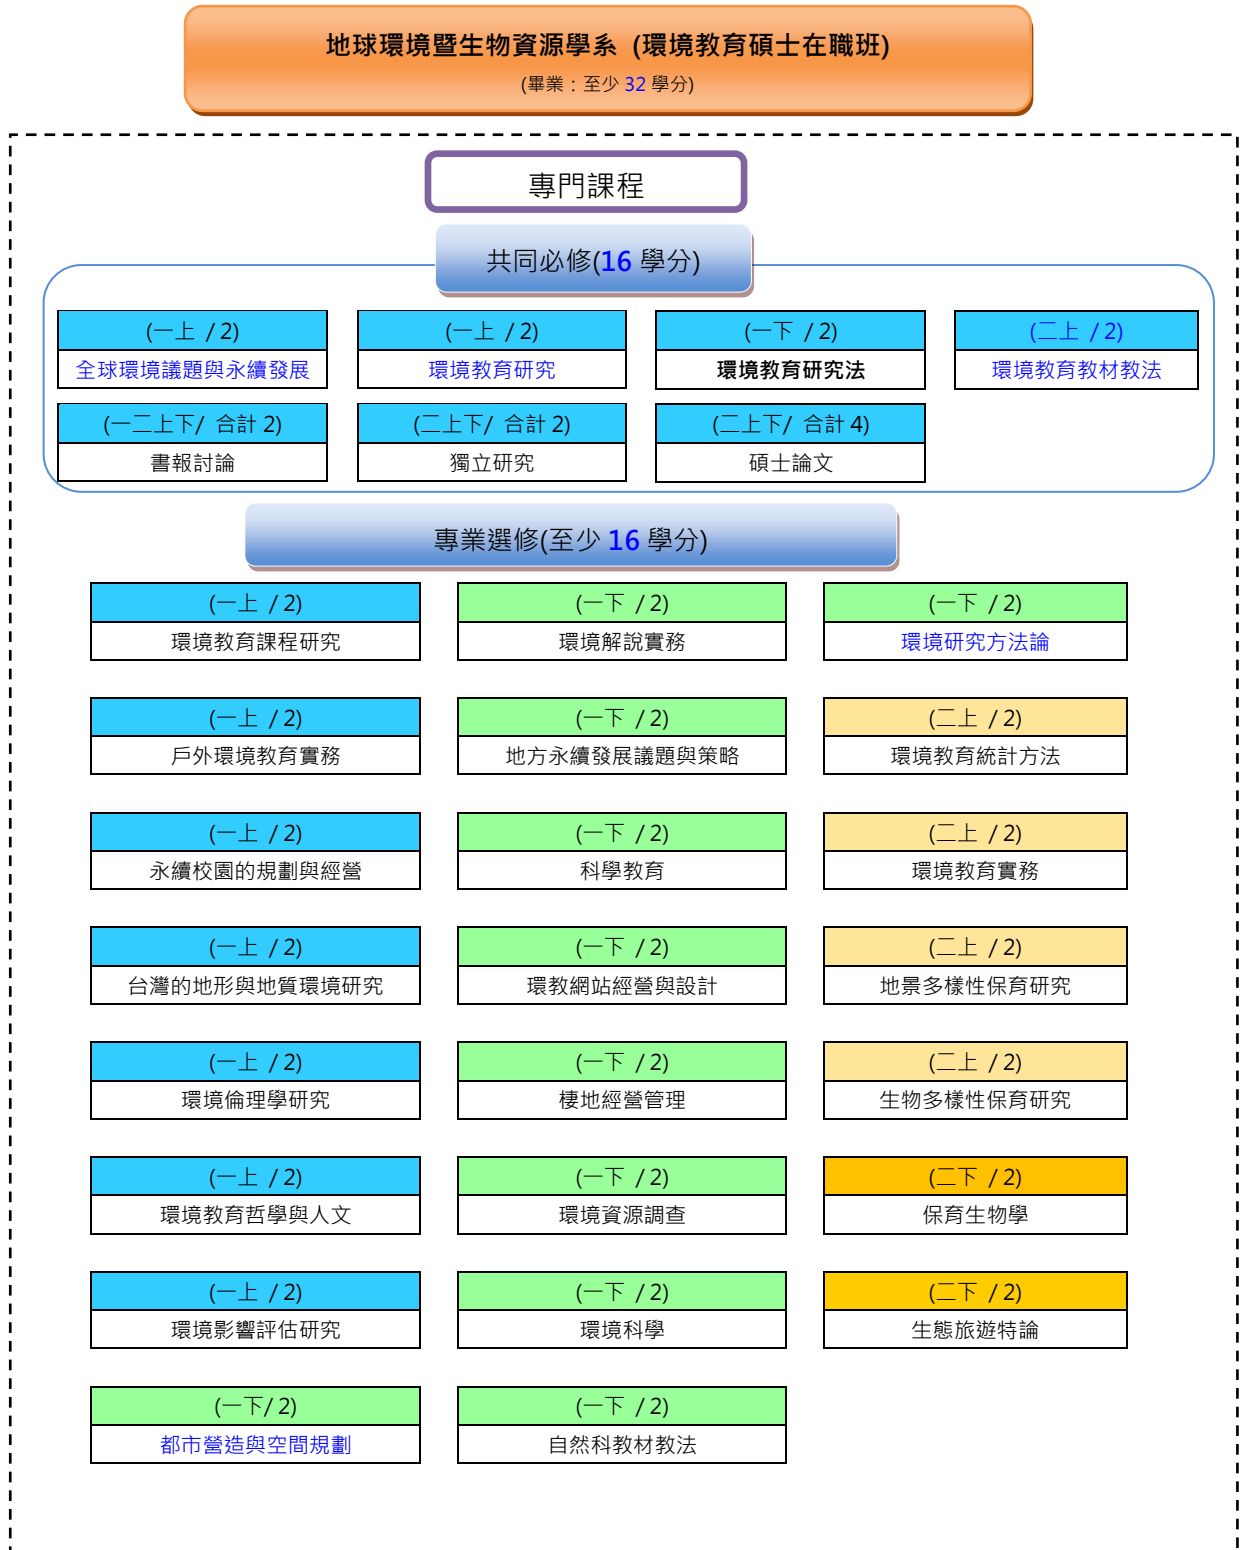 地球環境暨生物資源學系 (環境教育碩士在職班)
(畢業：至少 32 學分)
專門課程
共同必修(16 學分)
(一上 / 2)
全球環境議題與永續發展
(一上 / 2)
環境教育研究
(一下 / 2)
環境教育研究法
(二上 / 2)
環境教育教材教法
(一二上下/ 合計 2)
書報討論
(二上下/ 合計 2)
獨立研究
(二上下/ 合計 4)
碩士論文
專業選修(至少 16 學分)
(一上 / 2)
環境教育課程研究
(一下 / 2)
環境解說實務
(一下 / 2)
環境研究方法論
(一上 / 2)
戶外環境教育實務
(一下 / 2)
地方永續發展議題與策略
(二上 / 2)
環境教育統計方法
(一上 / 2)
永續校園的規劃與經營
(一下 / 2)
科學教育
(二上 / 2)
環境教育實務
(一上 / 2)
台灣的地形與地質環境研究
(一下 / 2)
環教網站經營與設計
(二上 / 2)
地景多樣性保育研究
(一上 / 2)
環境倫理學研究
(一下 / 2)
棲地經營管理
(二上 / 2)
生物多樣性保育研究
(一上 / 2)
環境教育哲學與人文
(一下 / 2)
環境資源調查
(二下 / 2)
保育生物學
(一上 / 2)
環境影響評估研究
(一下 / 2)
環境科學
(二下 / 2)
生態旅遊特論
(一下/ 2)
都市營造與空間規劃
(一下 / 2)
自然科教材教法